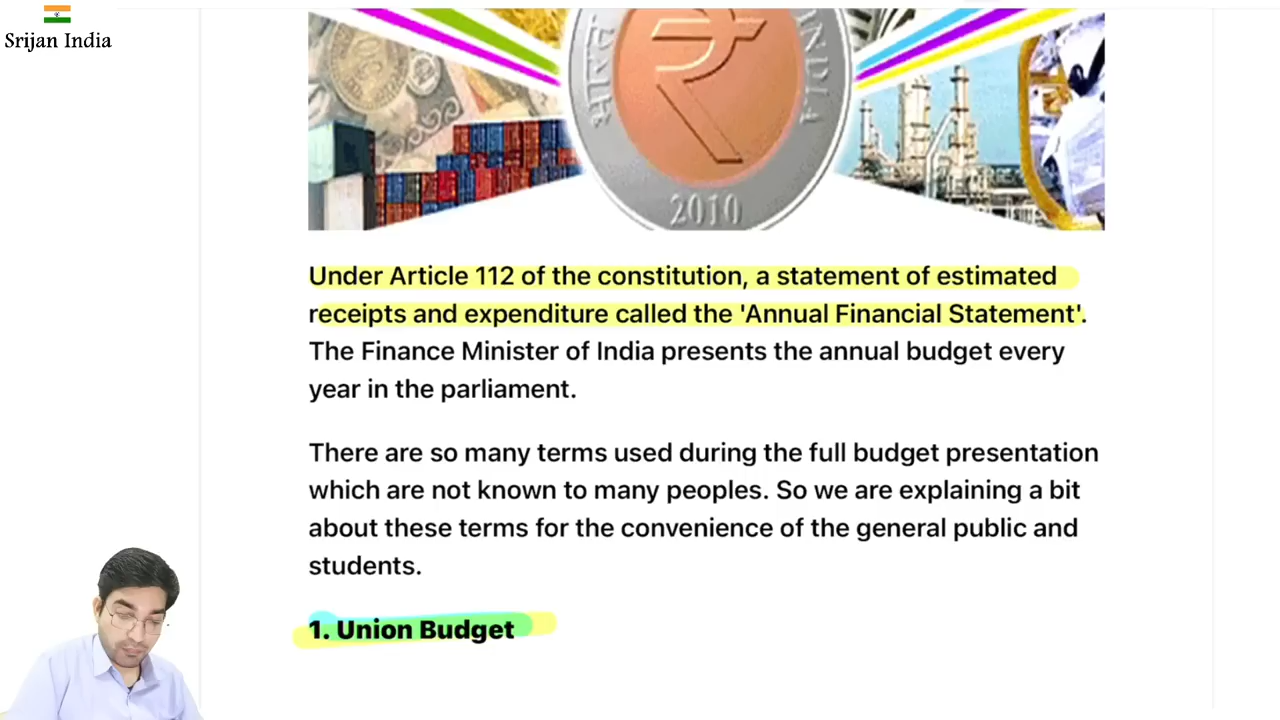 Srijan India
भारत
INDIA
2010
Under Article 112 of the constitution, a statement of estimated
receipts and expenditure called the 'Annual Financial Statement'.
The Finance Minister of India presents the annual budget every
year in the parliament.
There are so many terms used during the full budget presentation
which are not known to many peoples. So we are explaining a bit
about these terms for the convenience of the general public and
students.
1. Union Budget